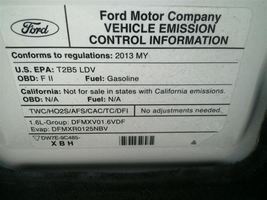 Ford
Ford Motor Company
VEHICLE EMISSION
CONTROL INFORMATION
Conforms to regulations: 2013 MY
U.S. EPA: T2B5 LDV
OBD: F II Fuel: Gasoline
California: Not for sale in states with California emissions.
OBD: N/A Fuel: N/A
TWC/HO2S/AFS/CAC/TC/DFI No adjustments needed.
1.6L-Group: DFMXV01.6VDF
Evap: DFMXR0125NBV
DW7E-9C485-
X B H